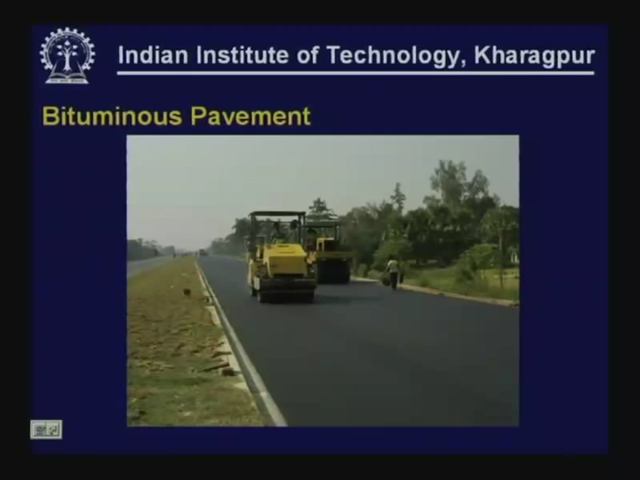 Indian Institute of Technology, Kharagpur
Bituminous Pavement